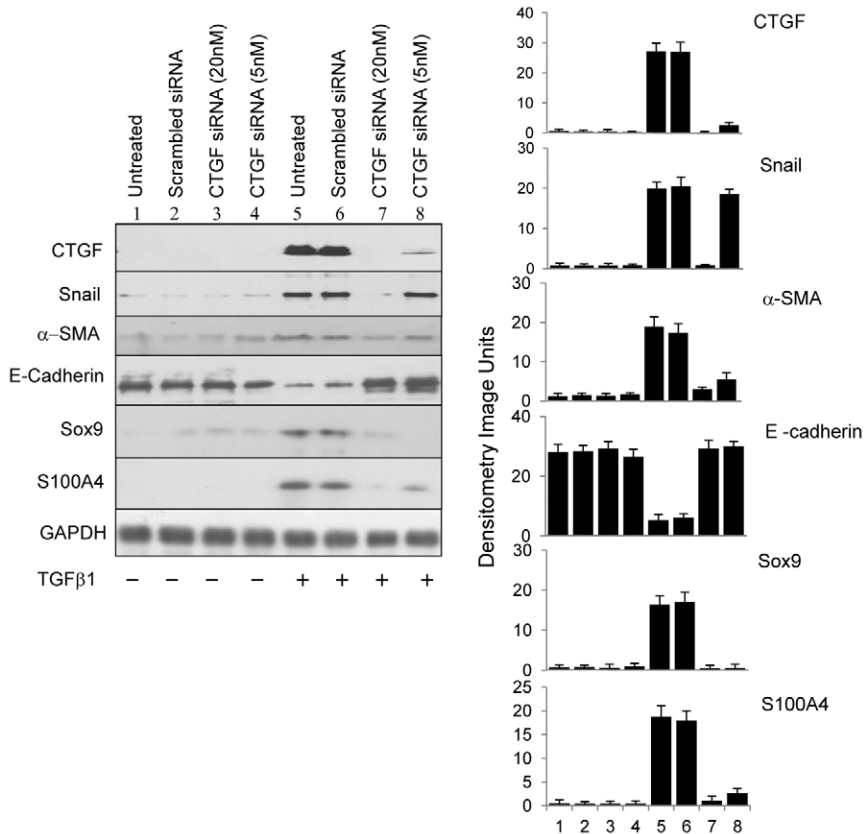 Untreated
Scrambled siRNA
CTGF siRNA (20nM)
CTGF siRNA (5nM)
Untreated
Scrambled siRNA
CTGF siRNA (20nM)
CTGF siRNA (5nM)
1 2 3 4 5 6 7 8
CTGF
Snail
α–SMA
E-Cadherin
Sox9
S100A4
GAPDH
TGFβ1 – – – – + + + +
Densitometry Image Units
CTGF
40
30
20
10
0
Snail
30
20
10
0
α-SMA
30
20
10
0
E -cadherin
40
20
0
Sox9
30
20
10
0
S100A4
25
20
15
10
5
0
1 2 3 4 5 6 7 8